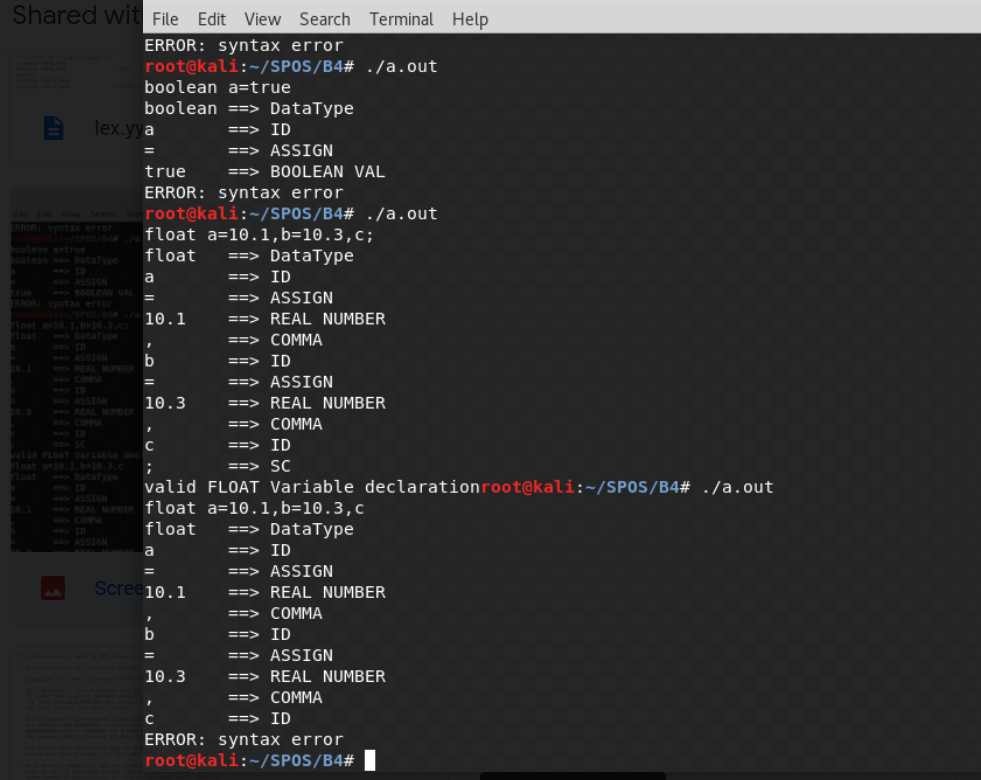 Shared wit
File Edit View Search Terminal Help
ERROR: syntax error
root@kali:~/SPOS/B4# ./a.out
boolean a=true
boolean ==> DataType
a ==> ID
= ==> ASSIGN
true ==> BOOLEAN VAL
ERROR: syntax error
root@kali:~/SPOS/B4# ./a.out
float a=10.1,b=10.3,c;
float ==> DataType
a ==> ID
= ==> ASSIGN
10.1 ==> REAL NUMBER
, ==> COMMA
b ==> ID
= ==> ASSIGN
10.3 ==> REAL NUMBER
, ==> COMMA
c ==> ID
; ==> SC
valid FLOAT Variable declarationroot@kali:~/SPOS/B4# ./a.out
float a=10.1,b=10.3,c
float ==> DataType
a ==> ID
= ==> ASSIGN
10.1 ==> REAL NUMBER
, ==> COMMA
b ==> ID
= ==> ASSIGN
10.3 ==> REAL NUMBER
, ==> COMMA
c ==> ID
ERROR: syntax error
root@kali:~/SPOS/B4#
lex.yy
Scree